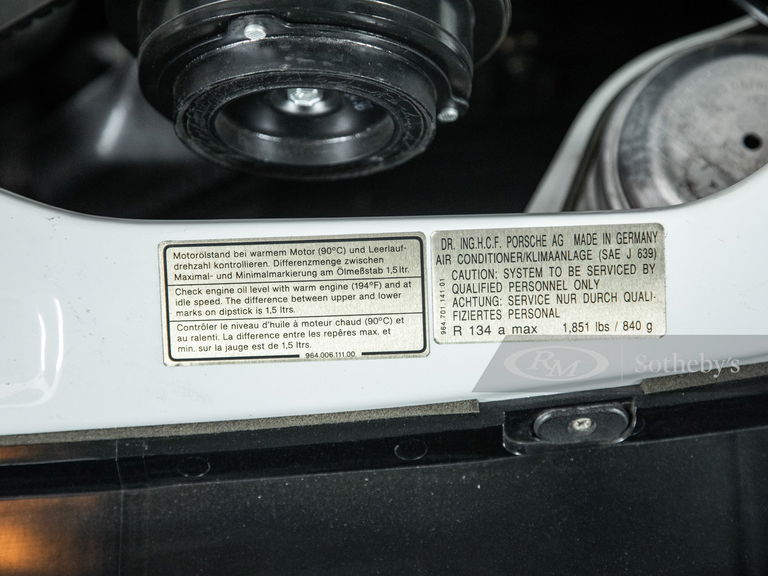 Motorölstand bei warmem Motor (90°C) und Leerlauf-
drehzahl kontrollieren. Differenzmenge zwischen
Maximal- und Minimalmarkierung am Ölmeßstab 1,5 ltr.
Check engine oil level with warm engine (194°F) and at
idle speed. The difference between upper and lower
marks on dipstick is 1,5 ltrs.
Contrôler le niveau d'huile à moteur chaud (90°C) et
au ralenti. La difference entre les repères max. et
min. sur la jauge est de 1,5 ltrs.
964.006.111.00
DR. ING.H.C.F. PORSCHE AG MADE IN GERMANY
AIR CONDITIONER/KLIMAANLAGE (SAE J 639)
CAUTION: SYSTEM TO BE SERVICED BY
QUALIFIED PERSONNEL ONLY
ACHTUNG: SERVICE NUR DURCH QUALI-
FIZIERTES PERSONAL
R 134 a max 1,851 lbs / 840 g
964.701.141.01
RM Sotheby's